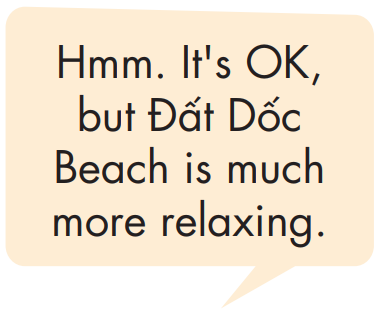 Hmm. It's OK,
but Đất Dốc
Beach is much
more relaxing.